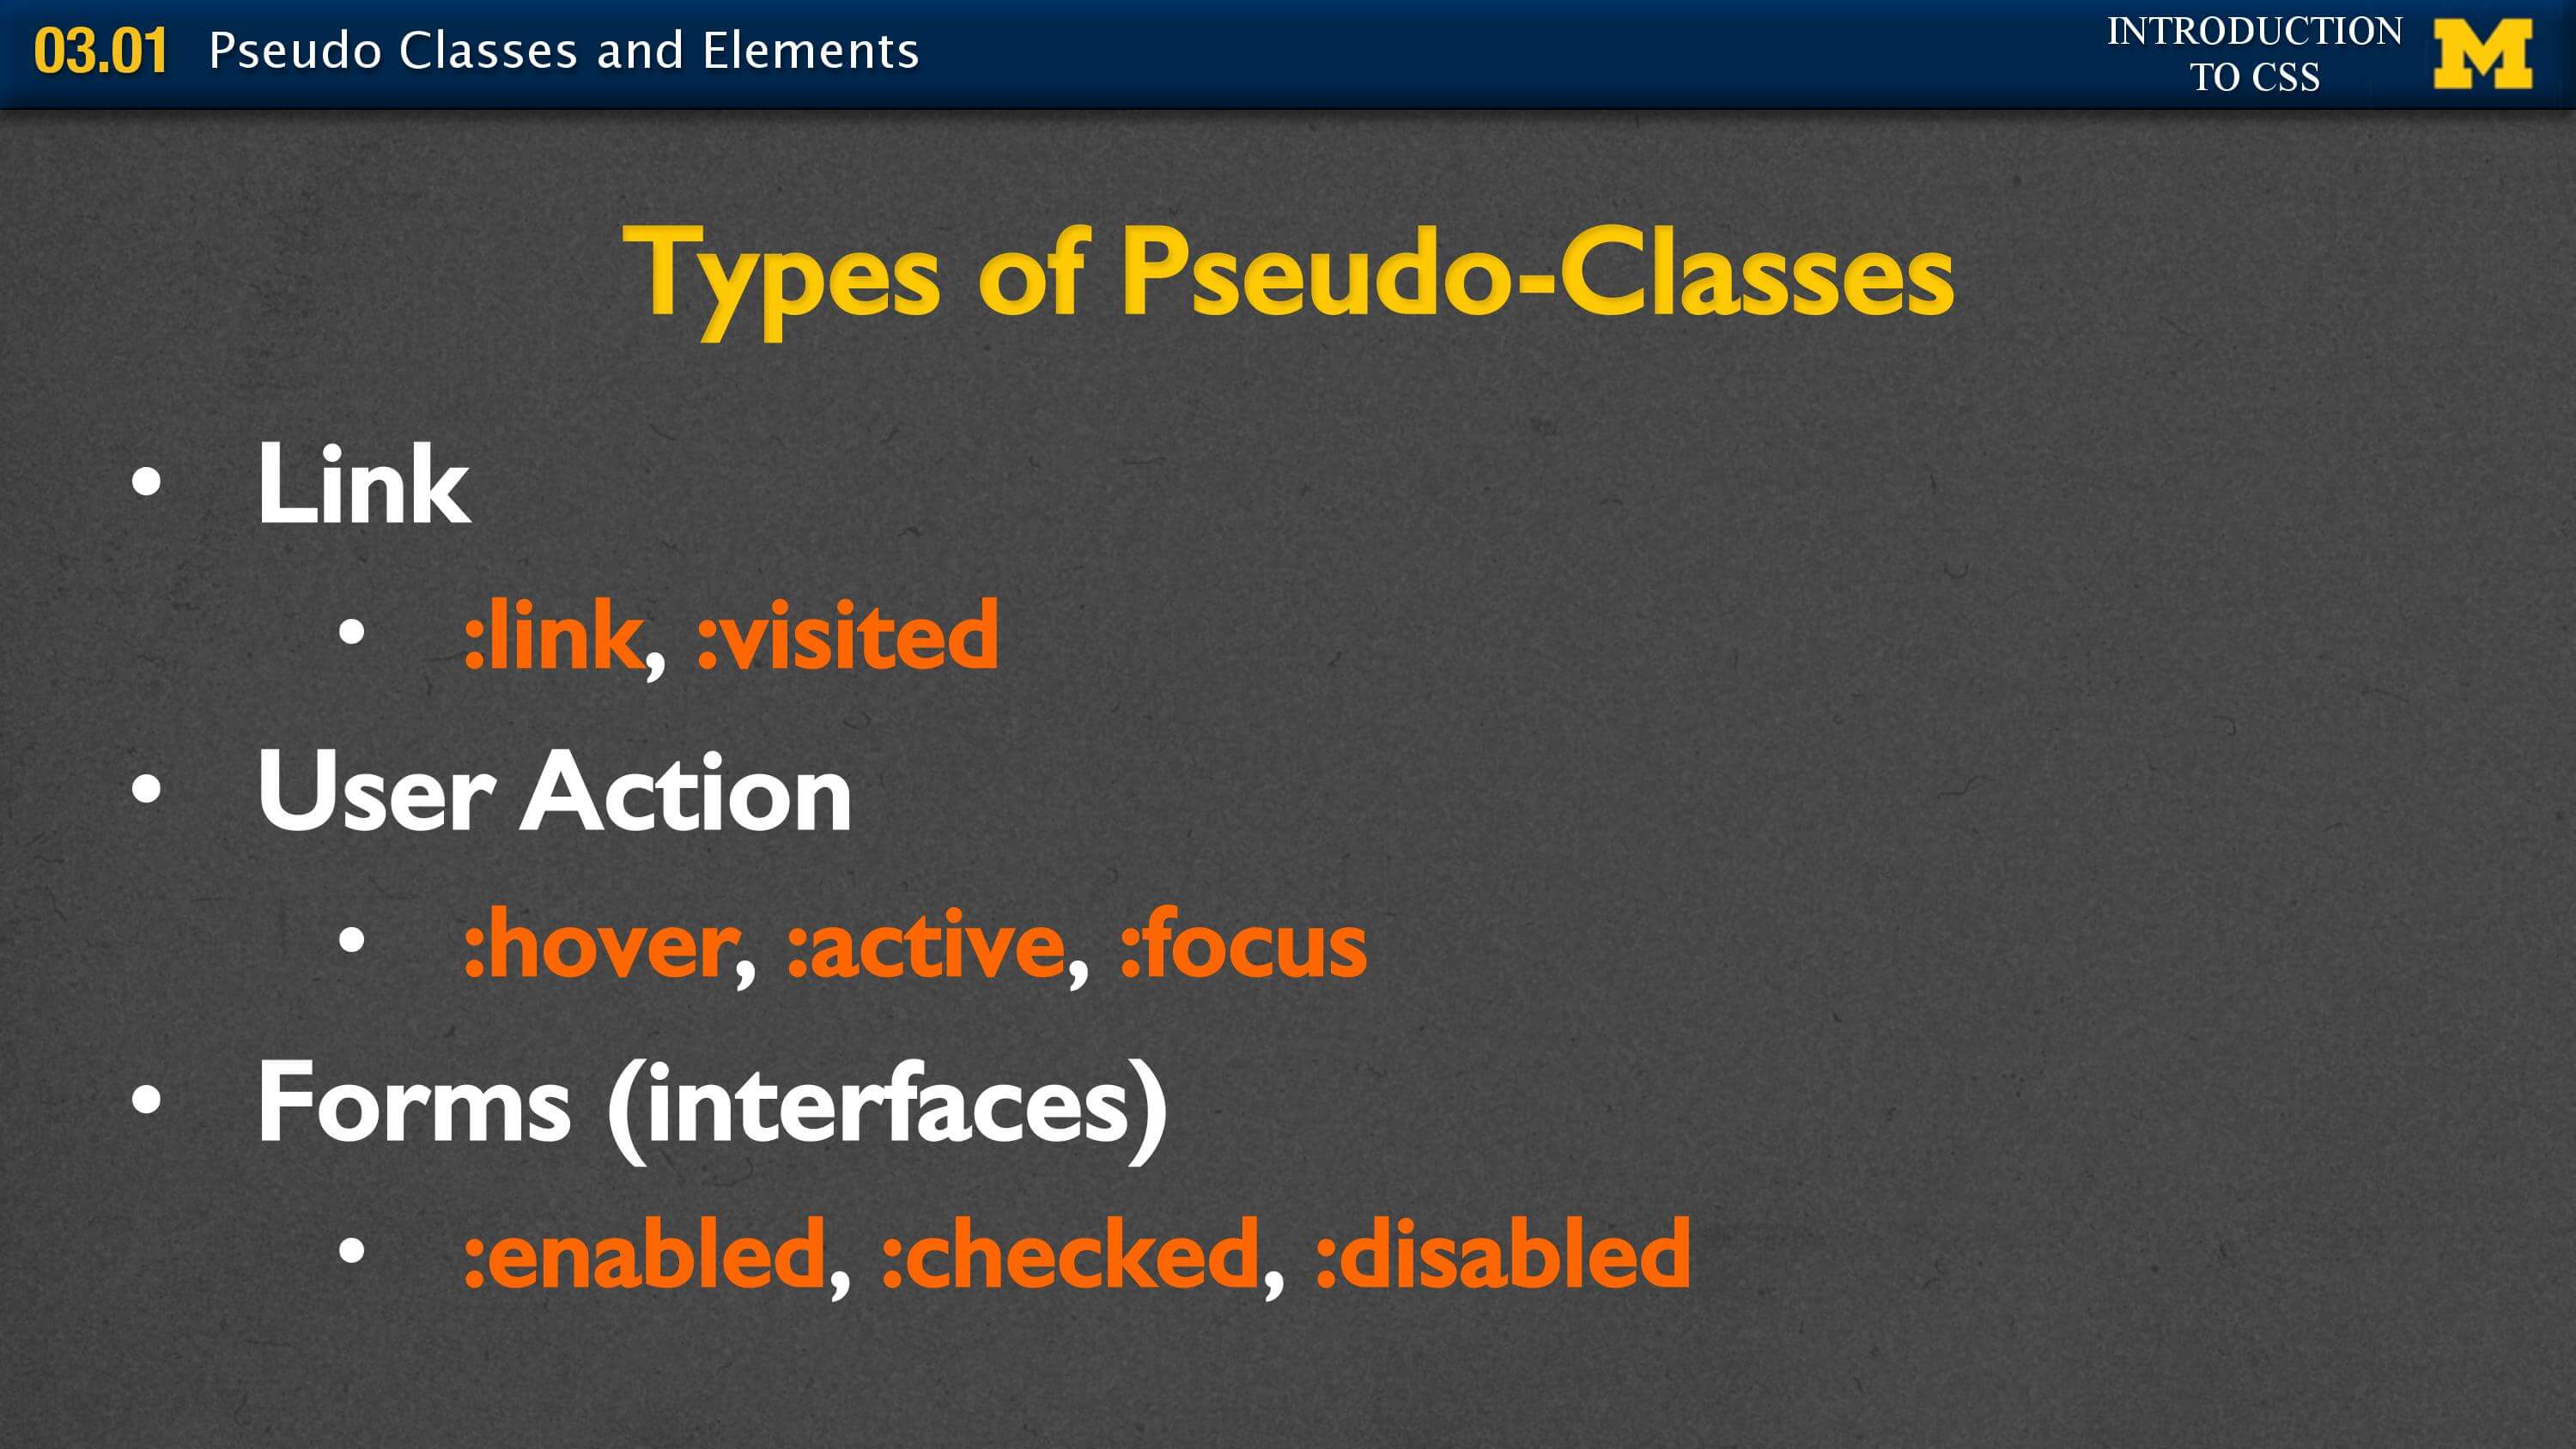 03.01 Pseudo Classes and Elements
INTRODUCTION
TO CSS
M
Types of Pseudo-Classes
• Link
• :link, :visited
• User Action
• :hover, :active, :focus
• Forms (interfaces)
• :enabled, :checked, :disabled